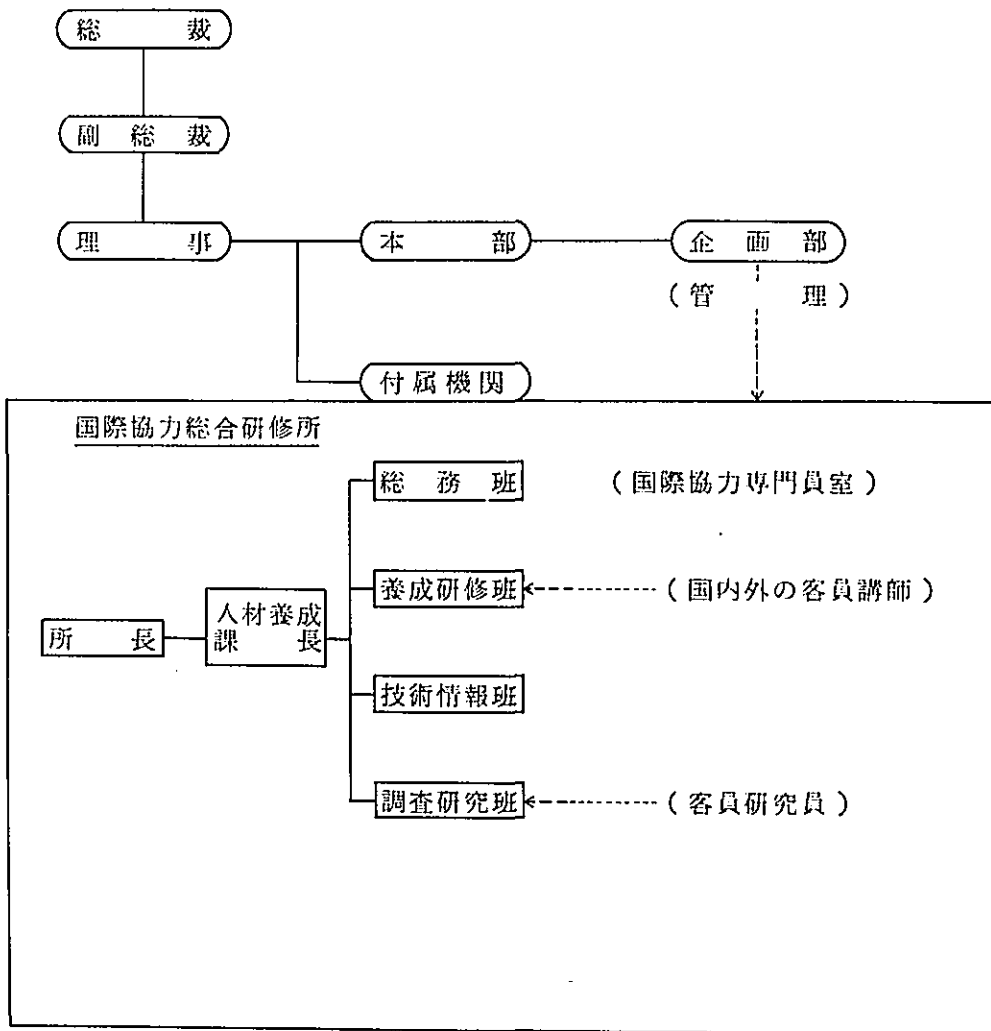 総裁
副総裁
理事
本部
企画部
(管理)
付属機関
国際協力総合研修所
総務班
(国際協力専門員室)
養成研修班
(国内外の客員講師)
所長
人材養成
課長
技術情報班
調査研究班
(客員研究員)